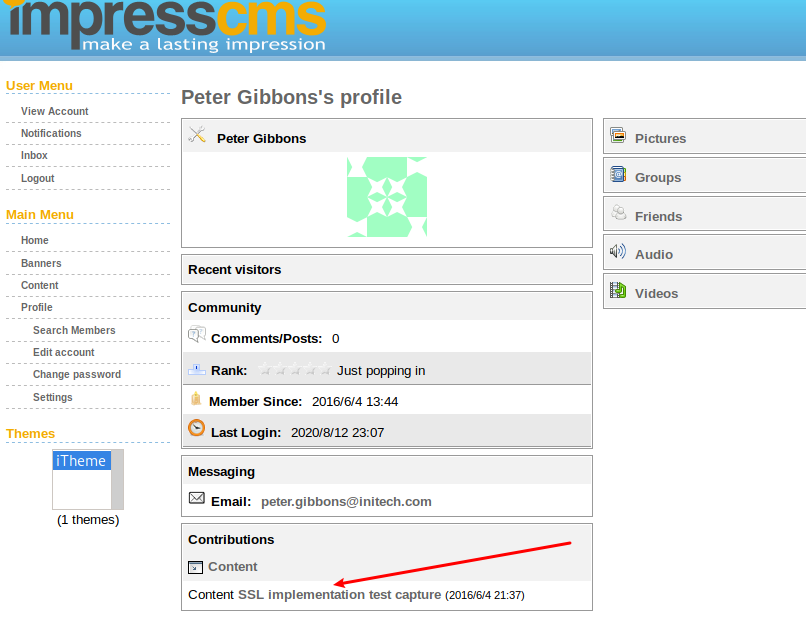 impresscms
make a lasting impression
User Menu
View Account
Notifications
Inbox
Logout
Main Menu
Home
Banners
Content
Profile
Search Members
Edit account
Change password
Settings
Themes
iTheme
(1 themes)
Peter Gibbons's profile
Peter Gibbons
Recent visitors
Community
Comments/Posts: 0
Rank: Just popping in
Member Since: 2016/6/4 13:44
Last Login: 2020/8/12 23:07
Messaging
Email: peter.gibbons@initech.com
Contributions
Content
Content SSL implementation test capture (2016/6/4 21:37)
Pictures
Groups
Friends
Audio
Videos